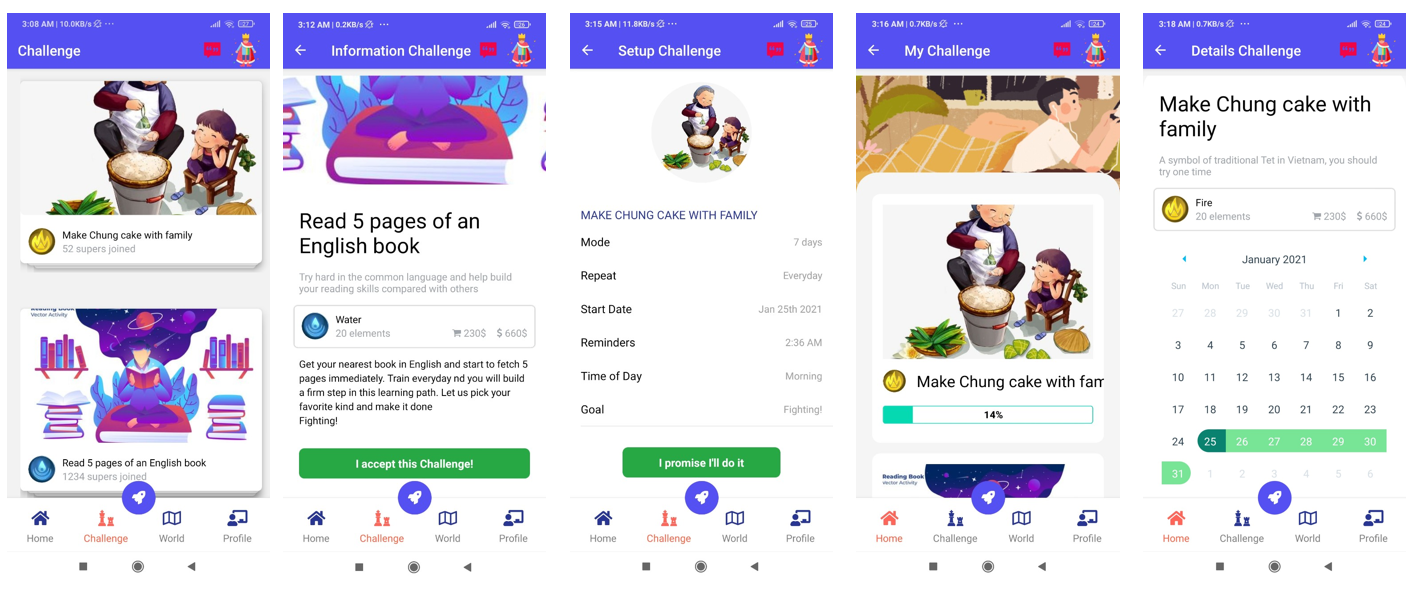 3:08 AM | 10.0KB/s
27
Challenge
Make Chung cake with family
52 supers joined
Reading Book
Vector Activity
Read 5 pages of an English book
1234 supers joined
Home
Challenge
World
Profile
3:12 AM | 0.2KB/s
Information Challenge
Read 5 pages of an
English book
Try hard in the common language and help build
your reading skills compared with others
Water
20 elements
230$
660$
Get your nearest book in English and start to fetch 5
pages immediately. Train everyday nd you will build
a firm step in this learning path. Let us pick your
favorite kind and make it done
Fighting!
I accept this Challenge!
Home
Challenge
World
Profile
3:15 AM | 11.8KB/s
Setup Challenge
MAKE CHUNG CAKE WITH FAMILY
Mode
7 days
Repeat
Everyday
Start Date
Jan 25th 2021
Reminders
2:36 AM
Time of Day
Morning
Goal
Fighting!
I promise I'll do it
Home
Challenge
World
Profile
3:16 AM | 0.7KB/s
24
My Challenge
Make Chung cake with fam
14%
Reading Book
Vector Activity
Home
Challenge
World
Profile
3:18 AM | 0.7KB/s
24
Details Challenge
Make Chung cake with
family
A symbol of traditional Tet in Vietnam, you should
try one time
Fire
20 elements
230$
$ 660$
January 2021
Sun Mon Tue Wed Thu Fri Sat
27 28 29 30 31 1 2
3 4 5 6 7 8 9
10 11 12 13 14 15 16
17 18 19 20 21 22 23
24 25 26 27 28 29 30
31 1 2 3 4 5 6
Home
Challenge
World
Profile